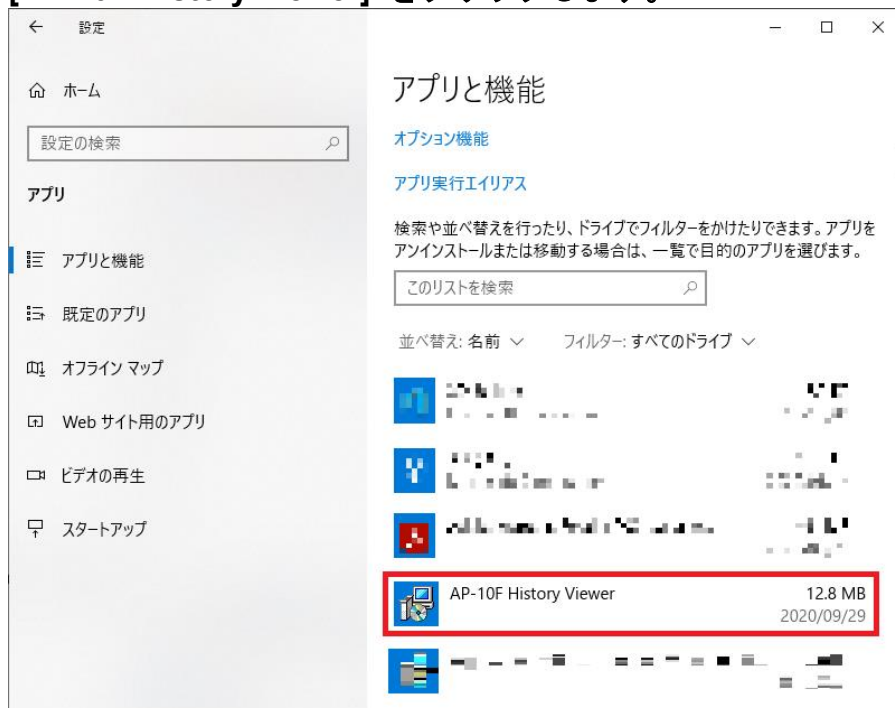 ← 設定
ホーム
設定の検索
アプリ
アプリと機能
既定のアプリ
オフライン マップ
Web サイト用のアプリ
ビデオの再生
スタートアップ
アプリと機能
オプション機能
アプリ実行エイリアス
検索や並べ替えを行ったり、ドライブでフィルターをかけたりできます。アプリを
アンインストールまたは移動する場合は、一覧で目的のアプリを選びます。
このリストを検索
並べ替え: 名前 フィルター: すべてのドライブ
AP-10F History Viewer 12.8 MB
2020/09/29